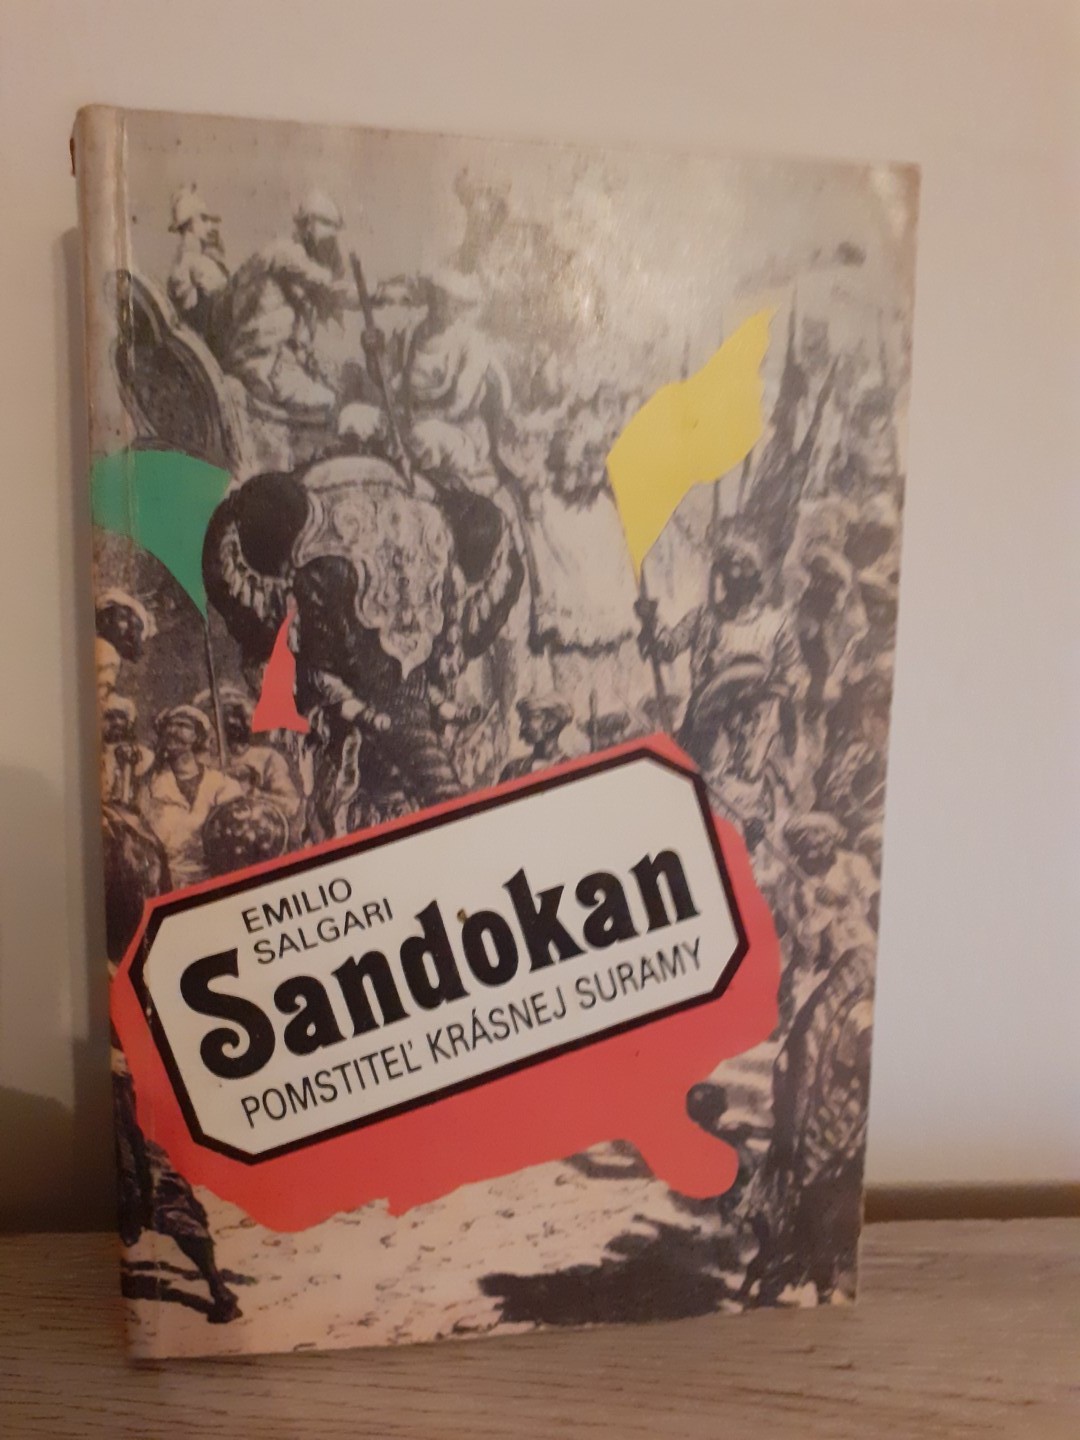 EMILIO
SALGARI
Sandokan
POMSTITEĽ KRÁSNEJ SURAMY